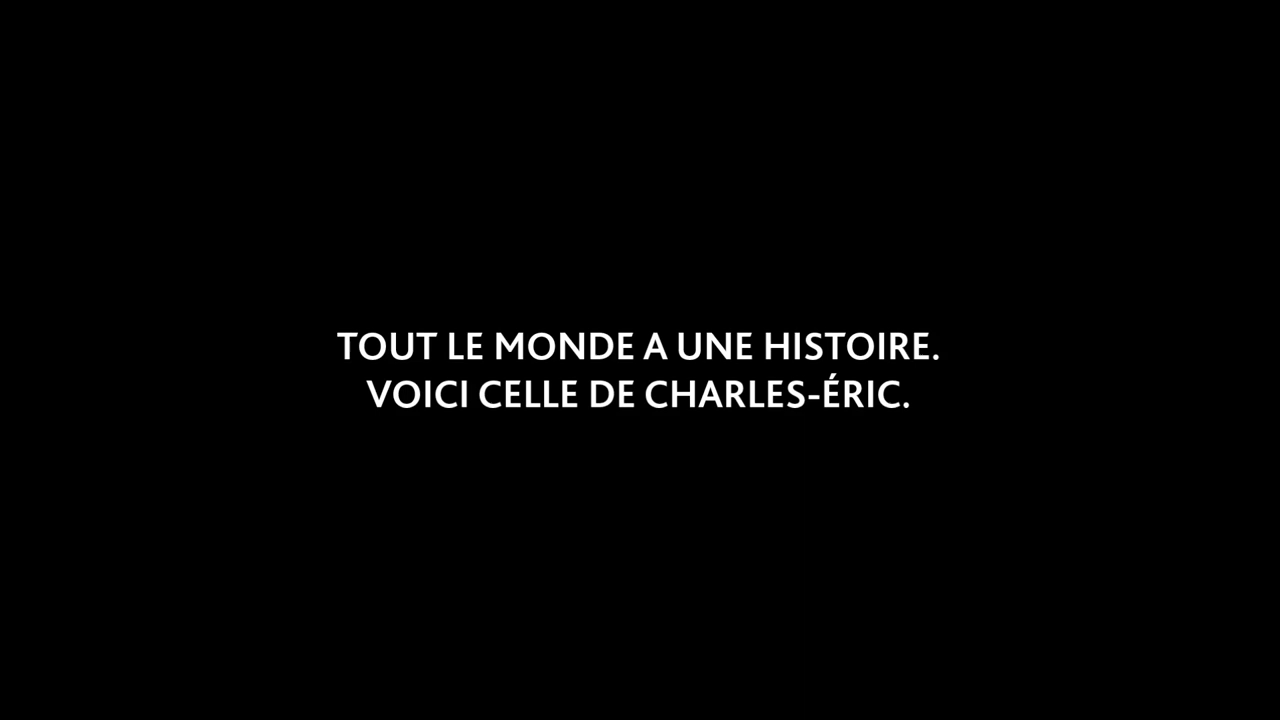 TOUT LE MONDE A UNE HISTOIRE.
VOICI CELLE DE CHARLES-ÉRIC.